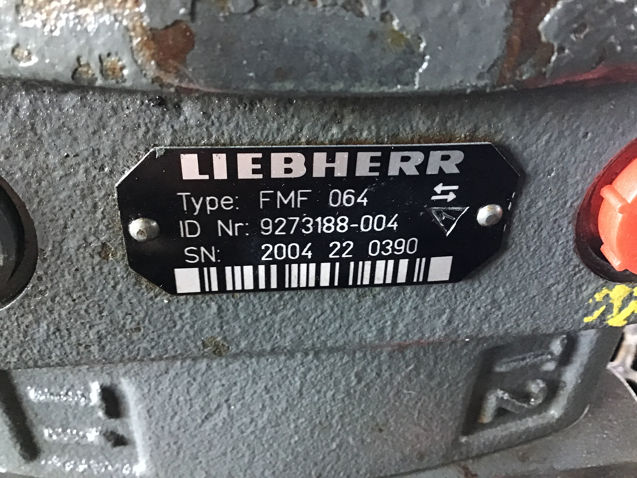 LIEBHERR
Type: FMF 064
ID Nr: 9273188-004
SN: 2004 22 0390